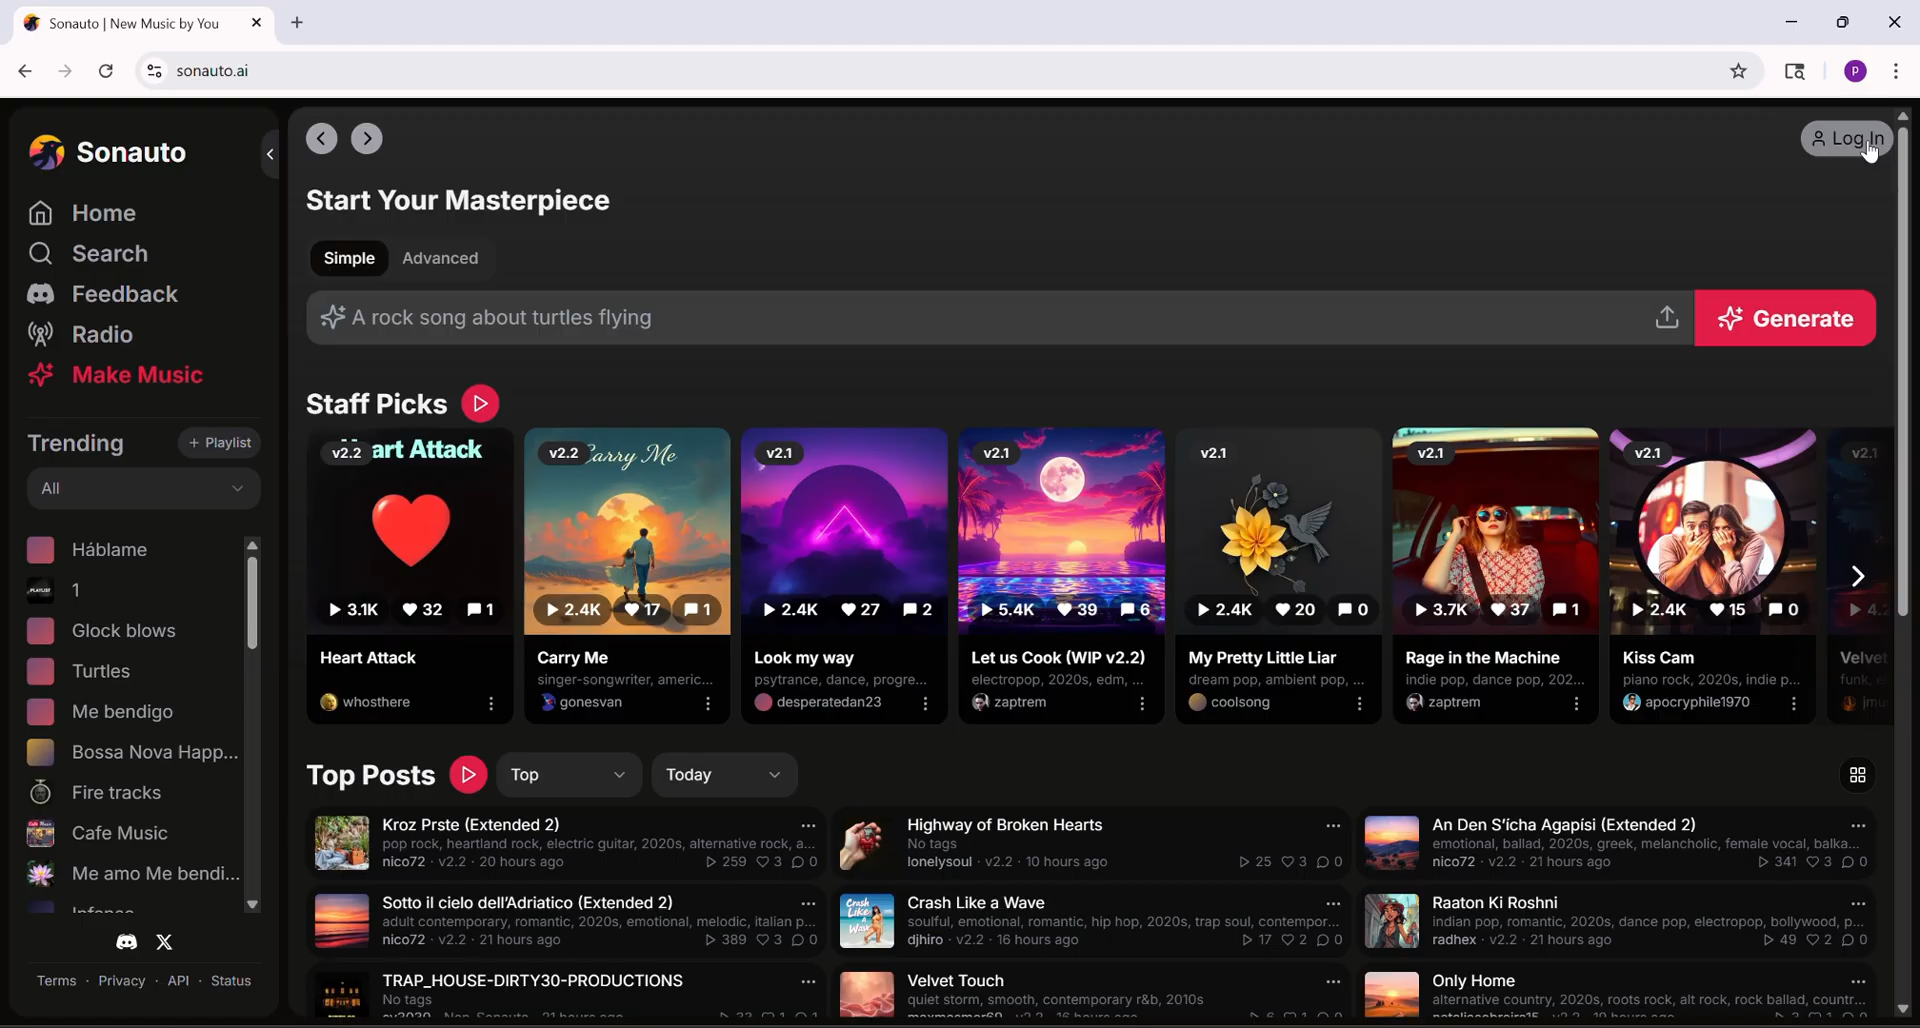 Sonauto | New Music by You
sonauto.ai
P
Sonauto
Home
Search
Feedback
Radio
Make Music
Trending
+ Playlist
All
Háblame
1
Glock blows
Turtles
Me bendigo
Bossa Nova Happ...
Fire tracks
Cafe Music
Me amo Me bendi...
Terms · Privacy · API · Status
Log In
Start Your Masterpiece
Simple Advanced
A rock song about turtles flying
Generate
Staff Picks
v2.2 art Attack
3.1K 32 1
Heart Attack
whosthere
v2.2 Carry Me
2.4K 17 1
Carry Me
singer-songwriter, americ...
gonesvan
v2.1
2.4K 27 2
Look my way
psytrance, dance, progre...
desperatedan23
v2.1
5.4K 39 6
Let us Cook (WIP v2.2)
electropop, 2020s, edm, ...
zaptrem
v2.1
2.4K 20 0
My Pretty Little Liar
dream pop, ambient pop, ...
coolsong
v2.1
3.7K 37 1
Rage in the Machine
indie pop, dance pop, 202...
zaptrem
v2.1
2.4K 15 0
Kiss Cam
piano rock, 2020s, indie p...
apocryphile1970
v2.1
4.2
Velvet
funk, e
jmu
Top Posts Top Today
Kroz Prste (Extended 2)
pop rock, heartland rock, electric guitar, 2020s, alternative rock, a...
nico72 · v2.2 · 20 hours ago 259 3 0
Highway of Broken Hearts
No tags
lonelysoul · v2.2 · 10 hours ago 25 3 0
An Den S'icha Agapísi (Extended 2)
emotional, ballad, 2020s, greek, melancholic, female vocal, balka...
nico72 · v2.2 · 21 hours ago 341 3 0
Sotto il cielo dell'Adriatico (Extended 2)
adult contemporary, romantic, 2020s, emotional, melodic, italian p...
nico72 · v2.2 · 21 hours ago 389 3 0
Crash Like a Wave
soulful, emotional, romantic, hip hop, 2020s, trap soul, contempor...
djhiro · v2.2 · 16 hours ago 17 2 0
Raaton Ki Roshni
indian pop, romantic, 2020s, dance pop, electropop, bollywood, p...
radhex · v2.2 · 21 hours ago 49 2 0
TRAP_HOUSE-DIRTY30-PRODUCTIONS
No tags
Velvet Touch
quiet storm, smooth, contemporary r&b, 2010s
Only Home
alternative country, 2020s, roots rock, alt rock, rock ballad, countr...